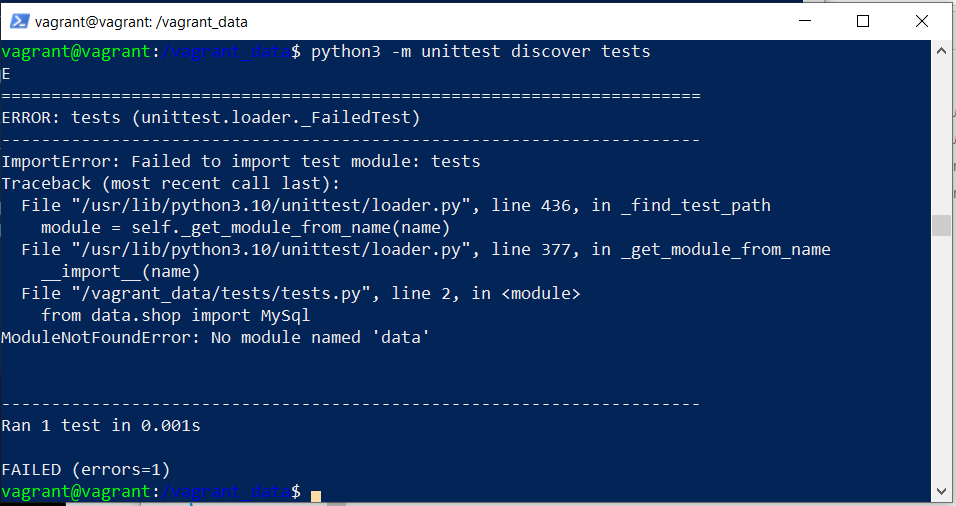 vagrant@vagrant: /vagrant_data
vagrant@vagrant:/vagrant_data$ python3 -m unittest discover tests
E
======================================================================
ERROR: tests (unittest.loader._FailedTest)
----------------------------------------------------------------------
ImportError: Failed to import test module: tests
Traceback (most recent call last):
  File "/usr/lib/python3.10/unittest/loader.py", line 436, in _find_test_path
    module = self._get_module_from_name(name)
  File "/usr/lib/python3.10/unittest/loader.py", line 377, in _get_module_from_name
    __import__(name)
  File "/vagrant_data/tests/tests.py", line 2, in <module>
    from data.shop import MySql
ModuleNotFoundError: No module named 'data'
----------------------------------------------------------------------
Ran 1 test in 0.001s
FAILED (errors=1)
vagrant@vagrant:/vagrant_data$